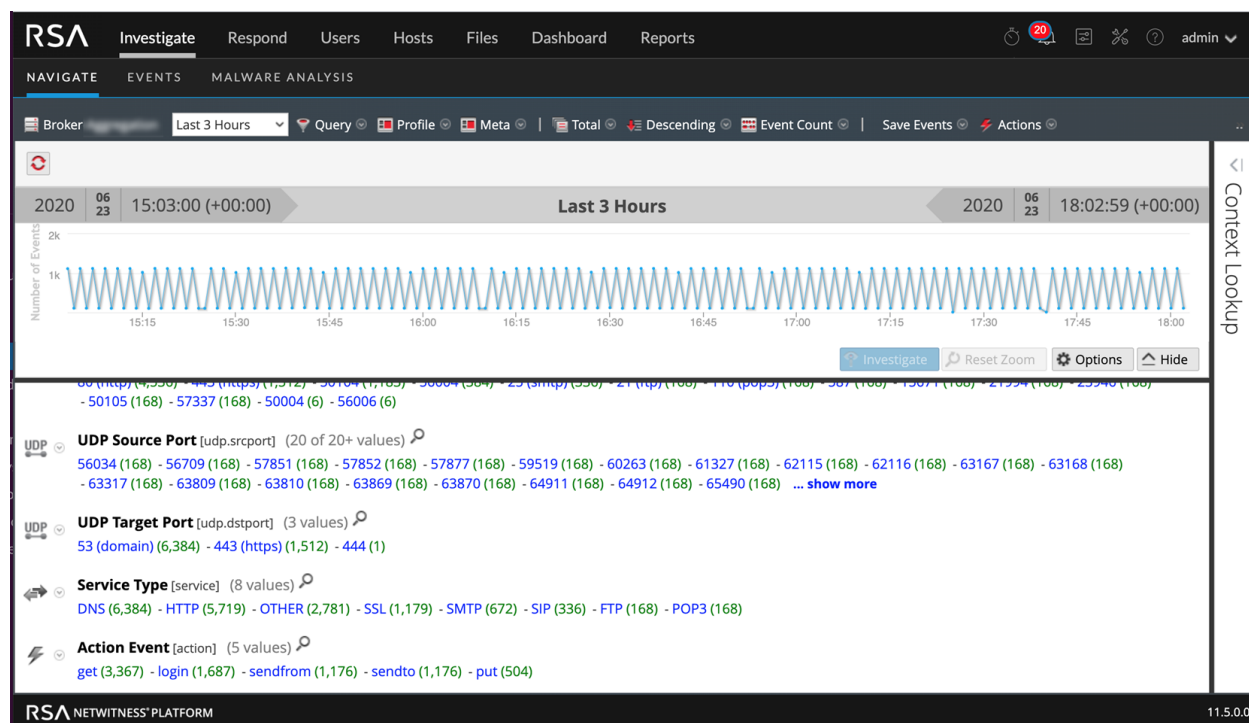 RSA Investigate Respond Users Hosts Files Dashboard Reports 20 admin
NAVIGATE EVENTS MALWARE ANALYSIS
Broker Last 3 Hours Query Profile Meta | Total Descending Event Count | Save Events Actions
2020 06 23 15:03:00 (+00:00) Last 3 Hours 2020 06 23 18:02:59 (+00:00)
Context Lookup
Number of Events
2k
1k
15:15 15:30 15:45 16:00 16:15 16:30 16:45 17:00 17:15 17:30 17:45 18:00
Investigate Reset Zoom Options Hide
- 50105 (168) - 57337 (168) - 50004 (6) - 56006 (6)
UDP UDP Source Port [udp.srcport] (20 of 20+ values)
56034 (168) - 56709 (168) - 57851 (168) - 57852 (168) - 57877 (168) - 59519 (168) - 60263 (168) - 61327 (168) - 62115 (168) - 62116 (168) - 63167 (168) - 63168 (168)
- 63317 (168) - 63809 (168) - 63810 (168) - 63869 (168) - 63870 (168) - 64911 (168) - 64912 (168) - 65490 (168) ... show more
UDP UDP Target Port [udp.dstport] (3 values)
53 (domain) (6,384) - 443 (https) (1,512) - 444 (1)
Service Type [service] (8 values)
DNS (6,384) - HTTP (5,719) - OTHER (2,781) - SSL (1,179) - SMTP (672) - SIP (336) - FTP (168) - POP3 (168)
Action Event [action] (5 values)
get (3,367) - login (1,687) - sendfrom (1,176) - sendto (1,176) - put (504)
RSA NETWITNESS® PLATFORM 11.5.0.0